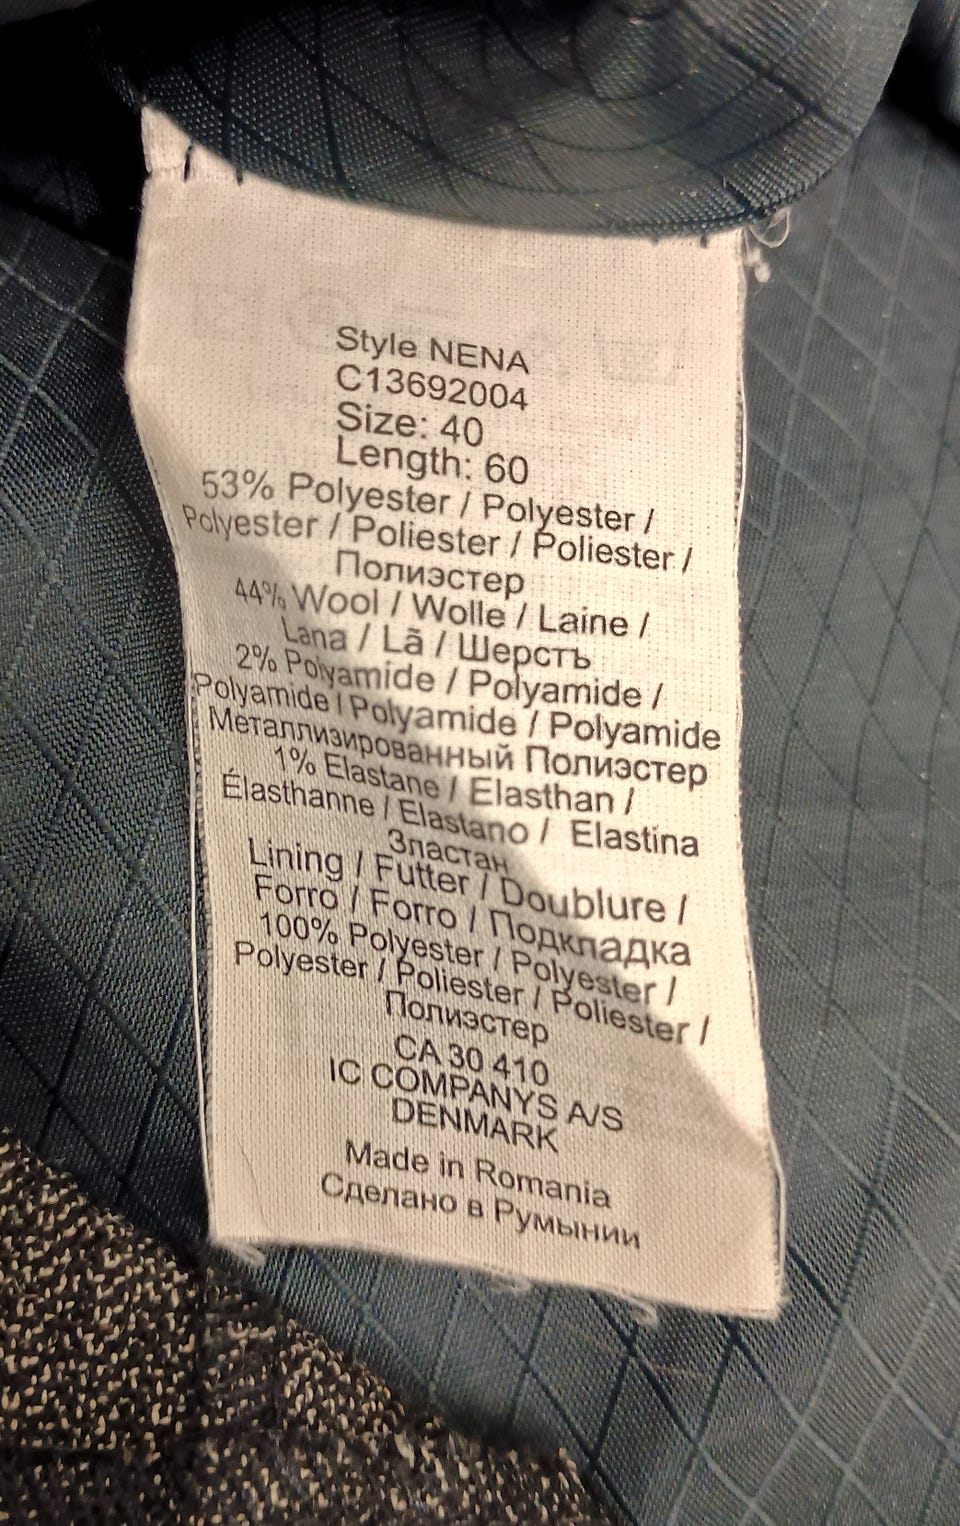 Style NENA
C13692004
Size: 40
Length: 60
53% Polyester / Polyester /
Polyester / Poliester / Poliester /
Полиэстер
44% Wool / Wolle / Laine /
Lana / Lã / Шерстъ
2% Polyamide / Polyamide /
Polyamide / Polyamide / Polyamide
Металлизированный Полиэстер
1% Elastane / Elasthan /
Élasthanne / Elastano / Elastina
Зластан
Lining / Futter / Doublure /
Forro / Forro / Подкладка
100% Polyester / Polyester /
Polyester / Poliester / Poliester /
Полиэстер
CA 30 410
IC COMPANYS A/S
DENMARK
Made in Romania
Сделано в Румынии